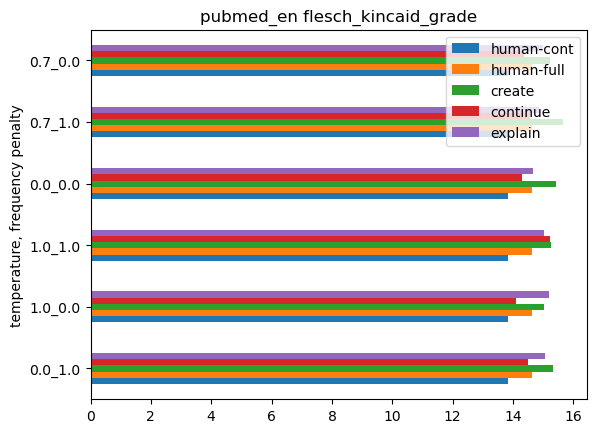 pubmed_en flesch_kincaid_grade
human-cont
human-full
create
continue
explain
temperature, frequency penalty
0.7_0.0
0.7_1.0
0.0_0.0
1.0_1.0
1.0_0.0
0.0_1.0
0 2 4 6 8 10 12 14 16